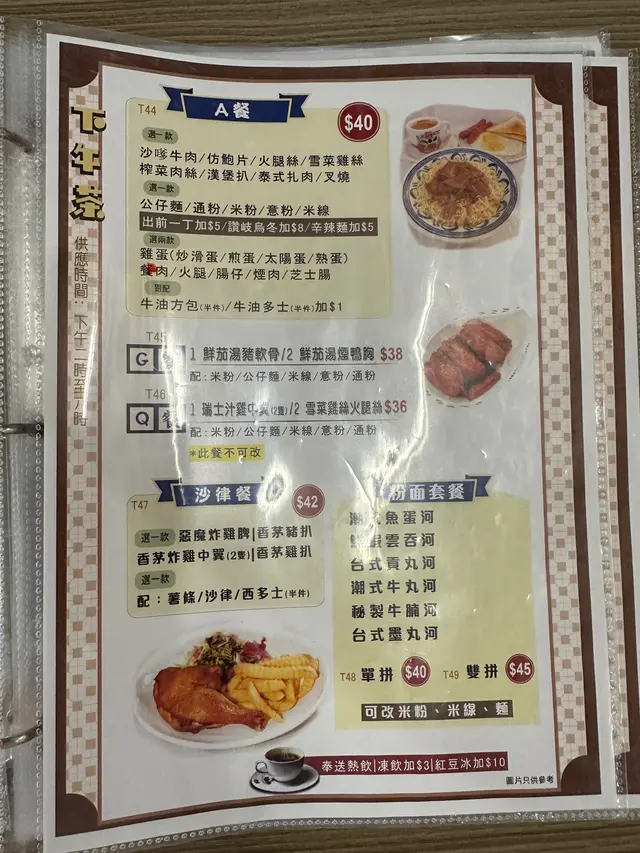 下午茶
供應時間：下午二時至八時
T44
A餐
$40
選一款
沙嗲牛肉/仿鮑片/火腿絲/雪菜雞絲
榨菜肉絲/漢堡扒/泰式扎肉/叉燒
選一款
公仔麵/通粉/米粉/意粉/米線
出前一丁加$5/讚岐烏冬加$8/辛辣麵加$5
選兩款
雞蛋(炒滑蛋/煎蛋/太陽蛋/熟蛋)
餐肉/火腿/腸仔/煙肉/芝士腸
另配
牛油方包(半件)/牛油多士(半件)加$1
T45
G餐
1 鮮茄湯豬軟骨/2 鮮茄湯煙鴨胸 $38
配:米粉/公仔麵/米線/意粉/通粉
T46
Q餐
1 瑞士汁雞中翼(2隻)/2 雪菜雞絲火腿絲 $36
配:米粉/公仔麵/米線/意粉/通粉
*此餐不可改
T47
沙律餐
$42
選一款 惡魔炸雞脾|香茅豬扒
香茅炸雞中翼(2隻)|香茅雞扒
選一款
配：薯條/沙律/西多士(半件)
粉面套餐
潮式魚蛋河
雲吞河
台式貢丸河
潮式牛丸河
秘製牛腩河
台式墨丸河
T48 單拼 $40 T49 雙拼 $45
可改米粉、米線、麵
奉送熱飲|凍飲加$3|紅豆冰加$10
圖片只供參考